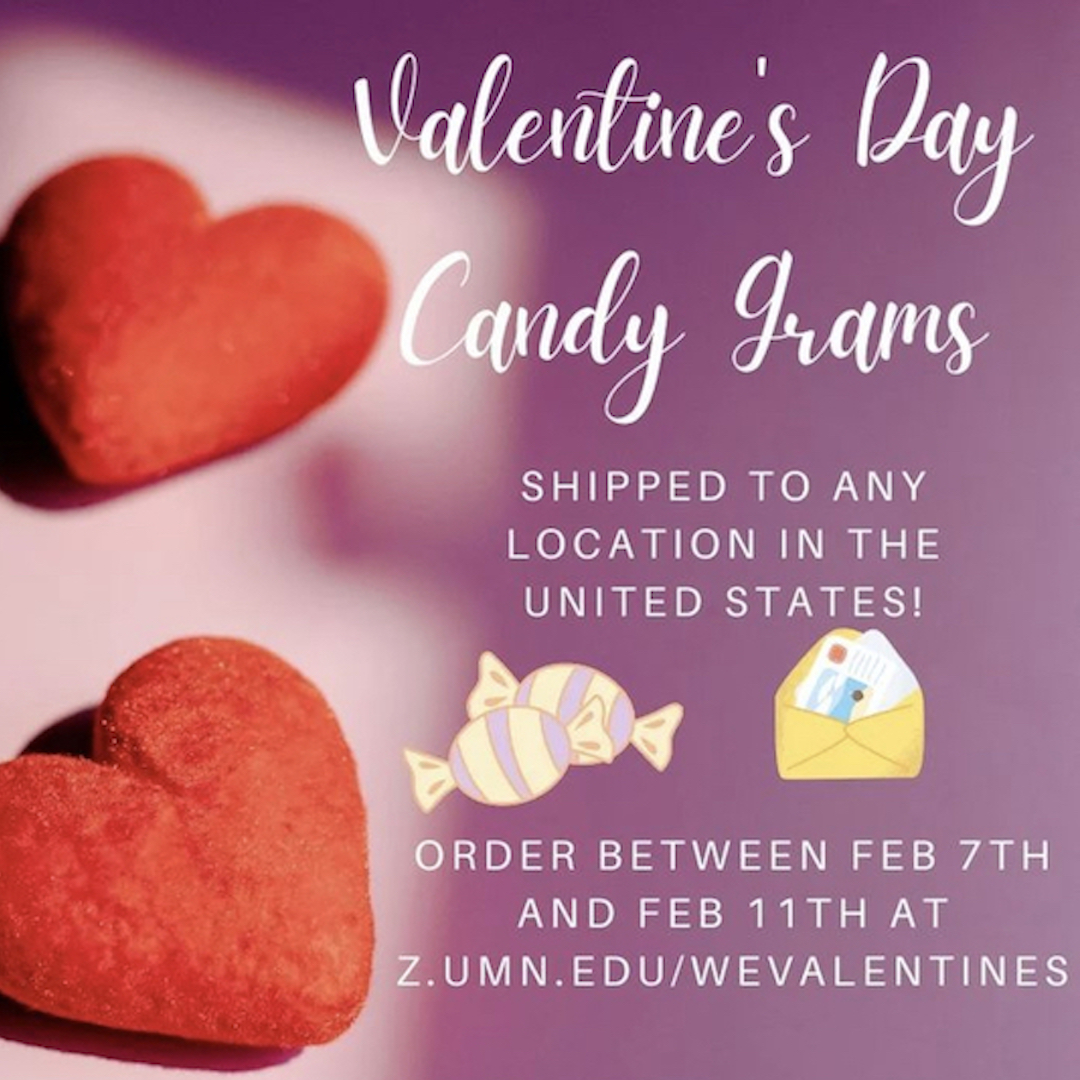 Valentine's Day
Candy Grams
SHIPPED TO ANY
LOCATION IN THE
UNITED STATES!
ORDER BETWEEN FEB 7TH
AND FEB 11TH AT
Z.UMN.EDU/WEVALENTINES